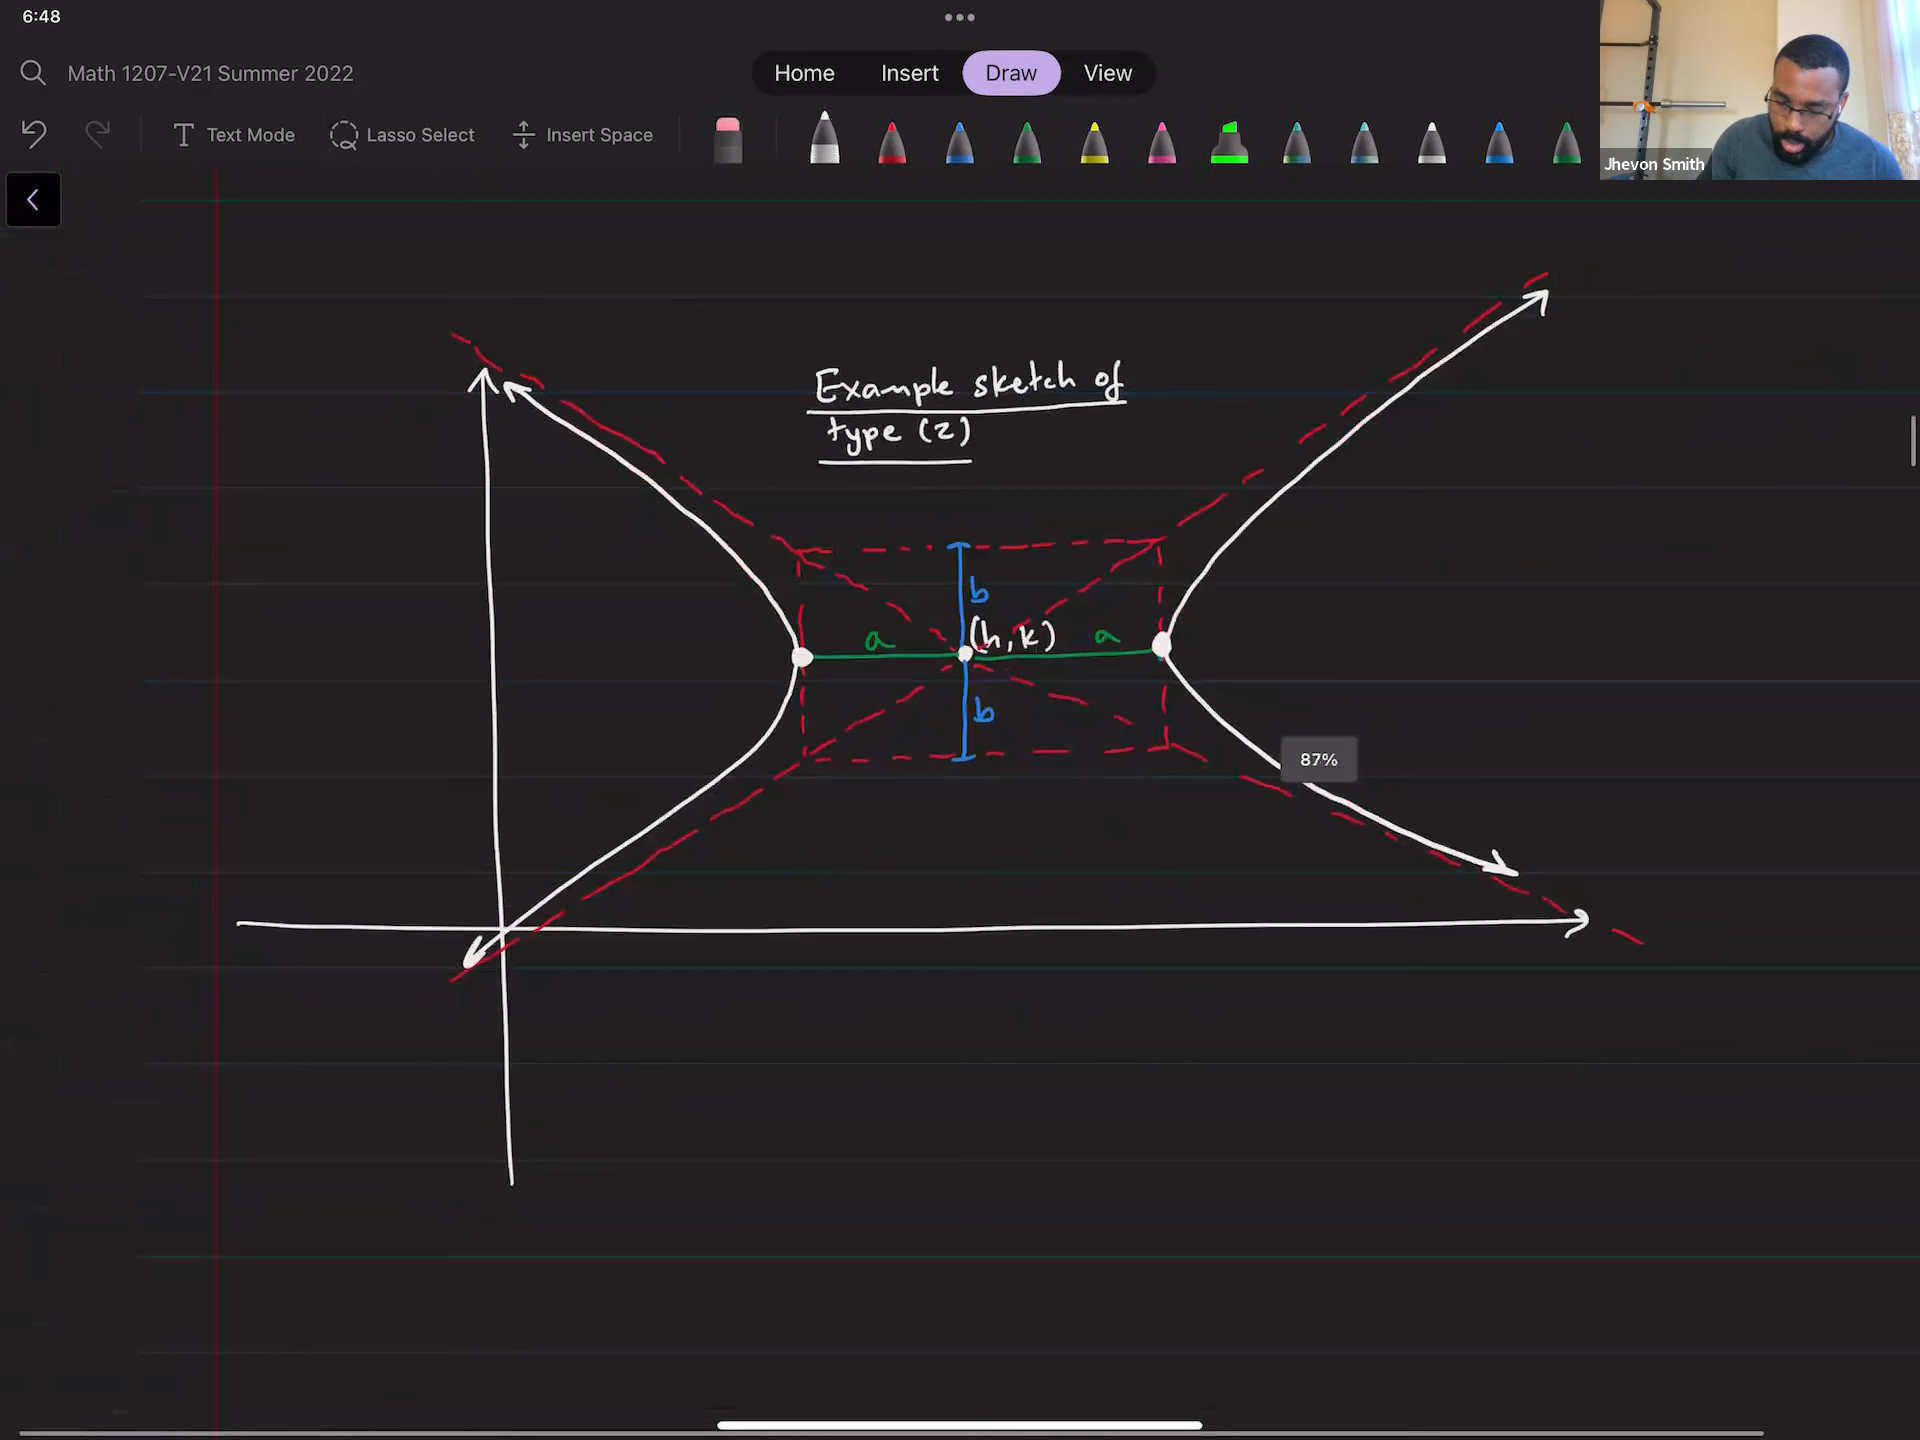 6:48
Math 1207-V21 Summer 2022
Home Insert Draw View
Text Mode Lasso Select Insert Space
Jhevon Smith
Example sketch of
type (2)
b
a (h,k) a
b
87%